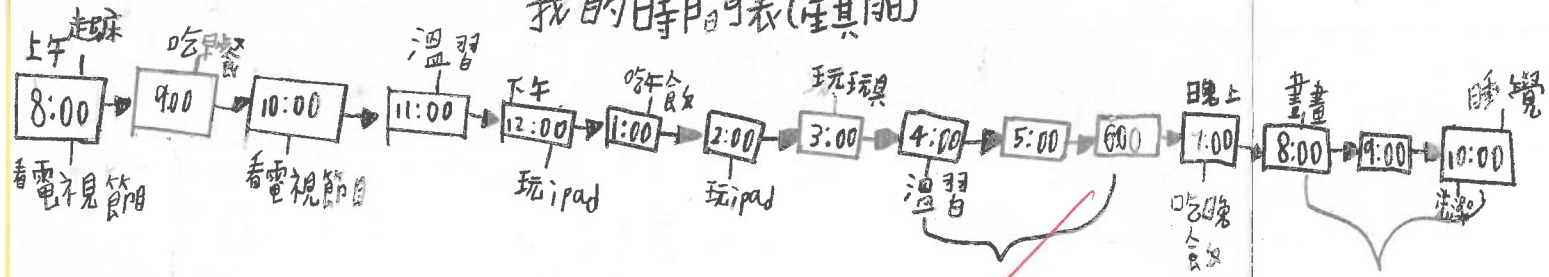 我的時間表(星期)
上午 起床
8:00
看電視節目
吃早餐
9:00
10:00
看電視節目
溫習
11:00
下午
12:00
玩ipad
吃午飯
1:00
2:00
玩ipad
玩玩具
3:00
4:00
溫習
5:00
6:00
晚上
7:00
吃晚飯
畫畫
8:00
9:00
睡覺
10:00